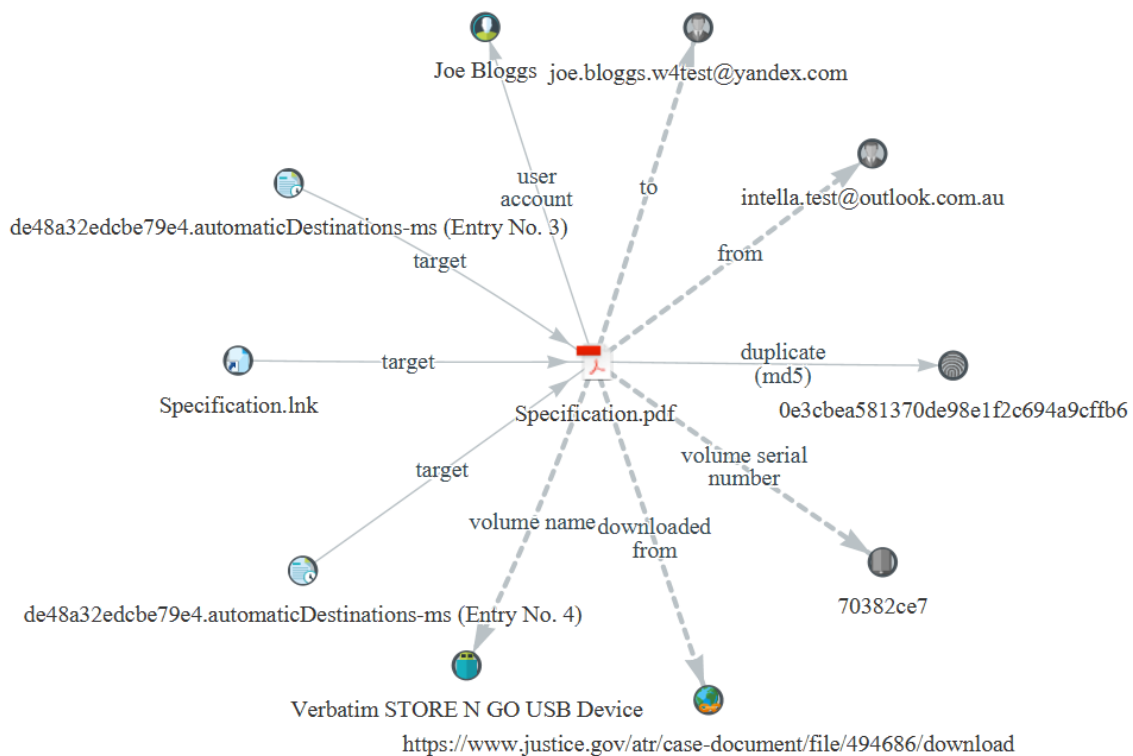 Joe Bloggs
joe.bloggs.w4test@yandex.com
user
account
to
intella.test@outlook.com.au
from
de48a32edcbe79e4.automaticDestinations-ms (Entry No. 3)
target
target
Specification.lnk
Specification.pdf
duplicate
(md5)
0e3cbea581370de98e1f2c694a9cffb6
target
volume name
downloaded
from
volume serial
number
70382ce7
de48a32edcbe79e4.automaticDestinations-ms (Entry No. 4)
Verbatim STORE N GO USB Device
https://www.justice.gov/atr/case-document/file/494686/download